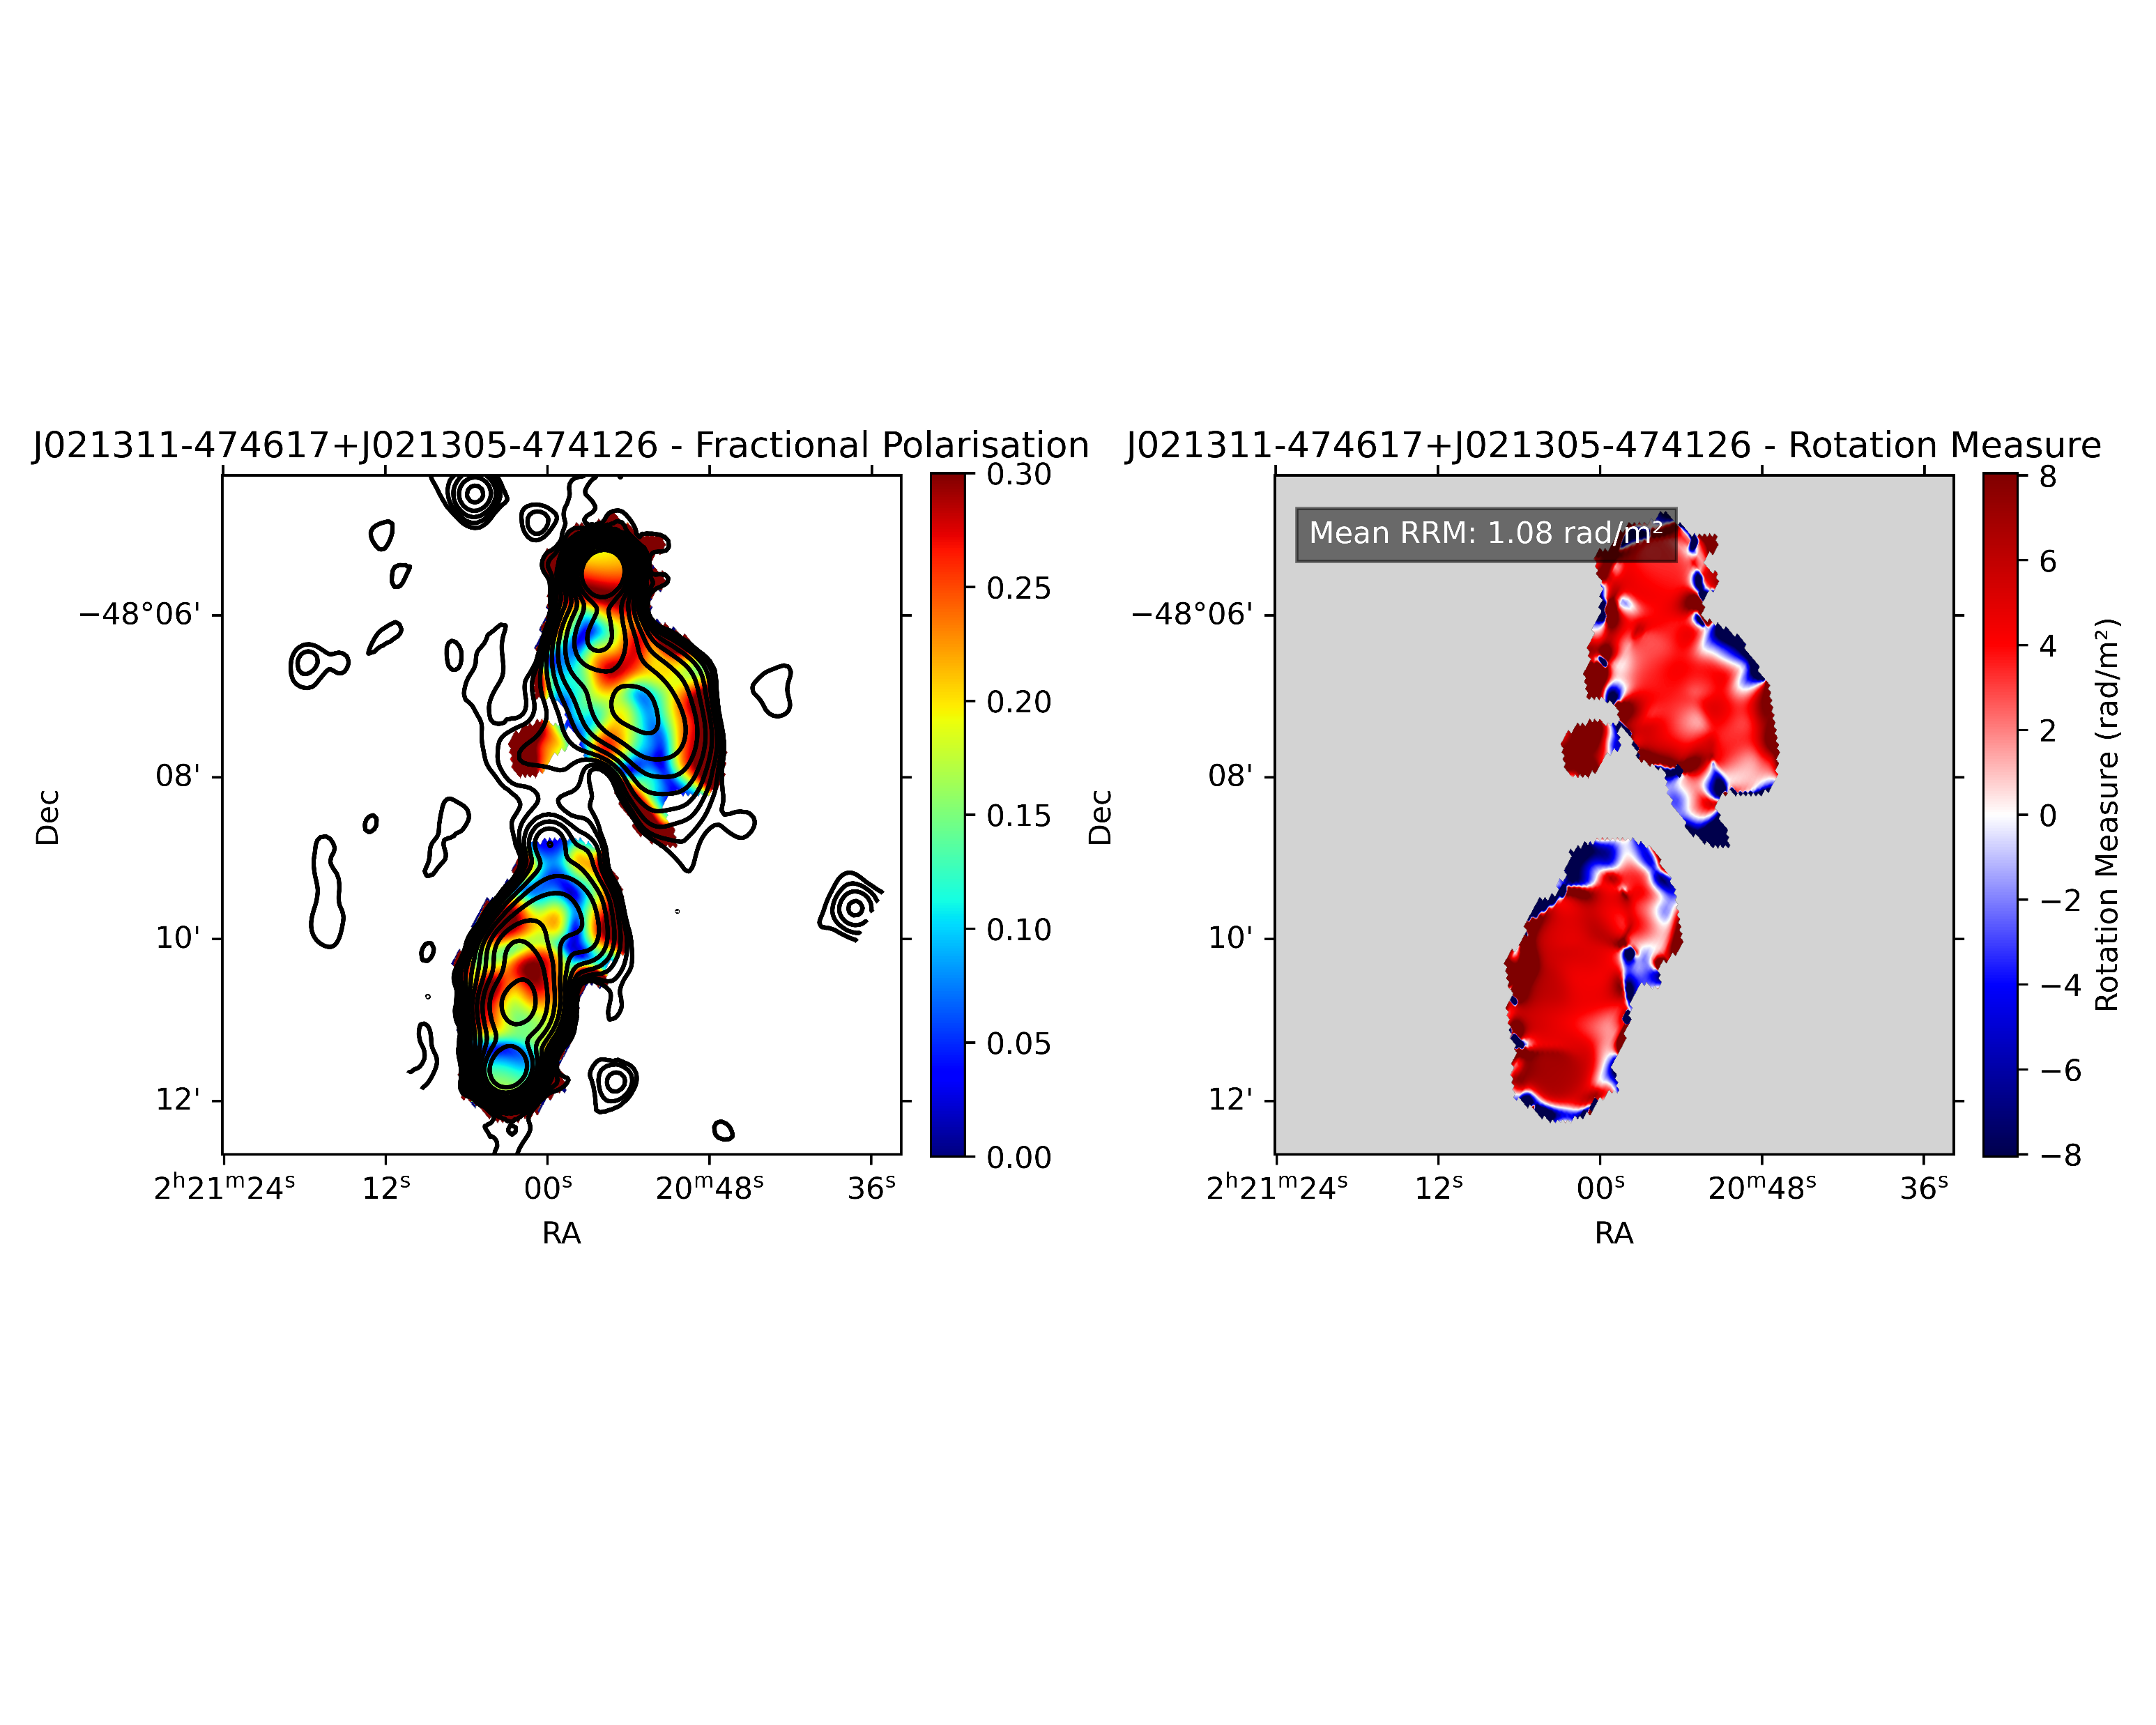 J021311-474617+J021305-474126 - Fractional Polarisation
0.30
0.25
0.20
0.15
0.10
0.05
0.00
−48°06'
08'
10'
12'
Dec
2ʰ21ᵐ24ˢ 12ˢ 00ˢ 20ᵐ48ˢ 36ˢ
RA
J021311-474617+J021305-474126 - Rotation Measure
Mean RRM: 1.08 rad/m²
8
6
4
2
0
−2
−4
−6
−8
Rotation Measure (rad/m²)
−48°06'
08'
10'
12'
Dec
2ʰ21ᵐ24ˢ 12ˢ 00ˢ 20ᵐ48ˢ 36ˢ
RA